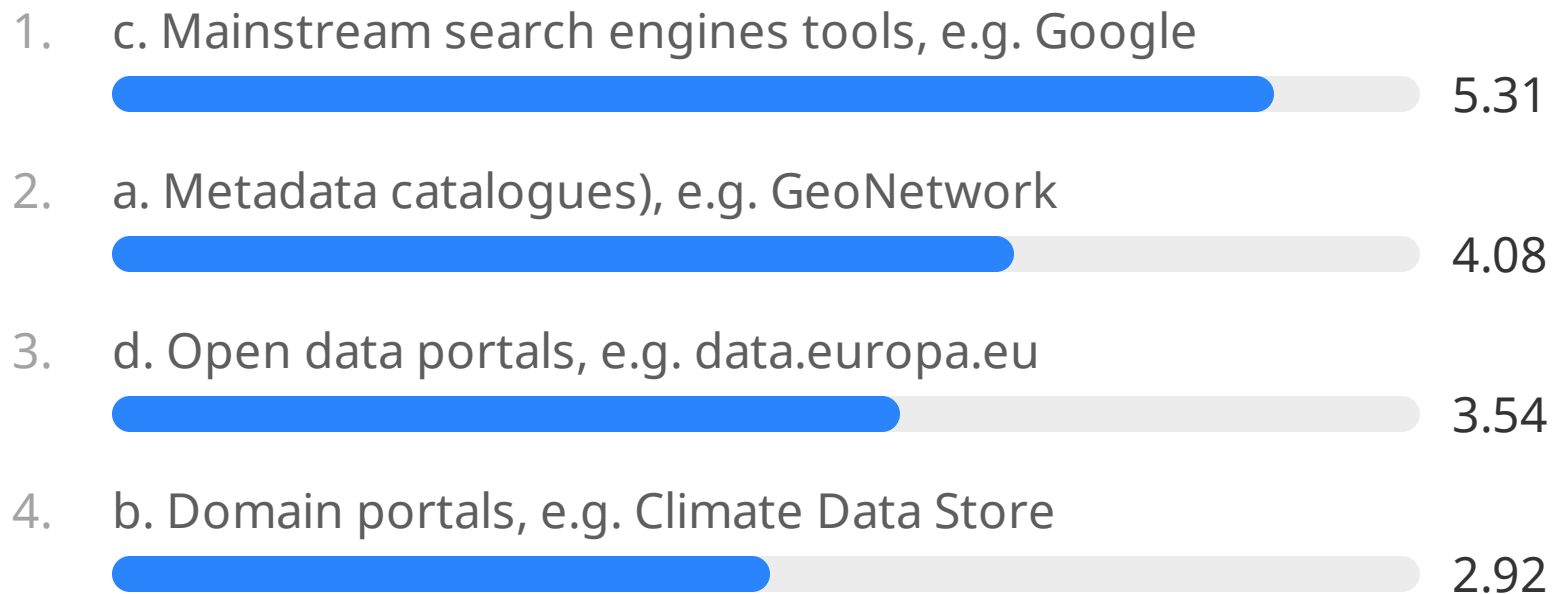 1. c. Mainstream search engines tools, e.g. Google
5.31
2. a. Metadata catalogues), e.g. GeoNetwork
4.08
3. d. Open data portals, e.g. data.europa.eu
3.54
4. b. Domain portals, e.g. Climate Data Store
2.92